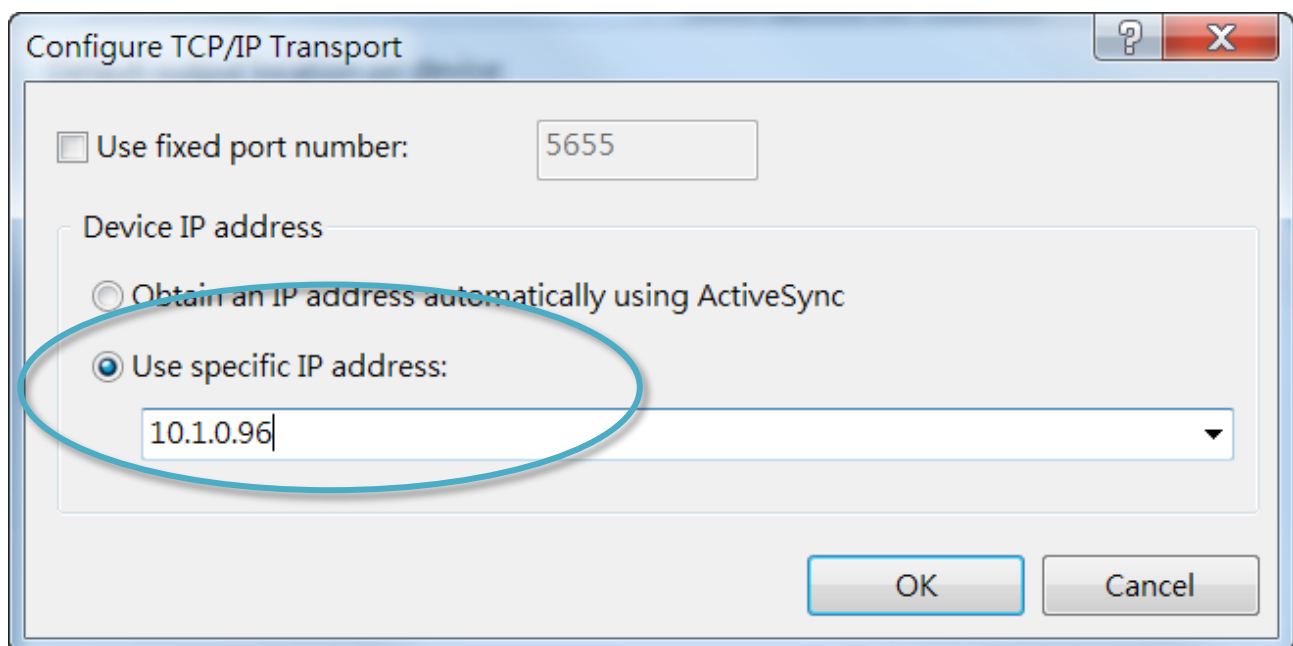 Configure TCP/IP Transport
Use fixed port number: 5655
Device IP address
Obtain an IP address automatically using ActiveSync
Use specific IP address:
10.1.0.96
OK Cancel